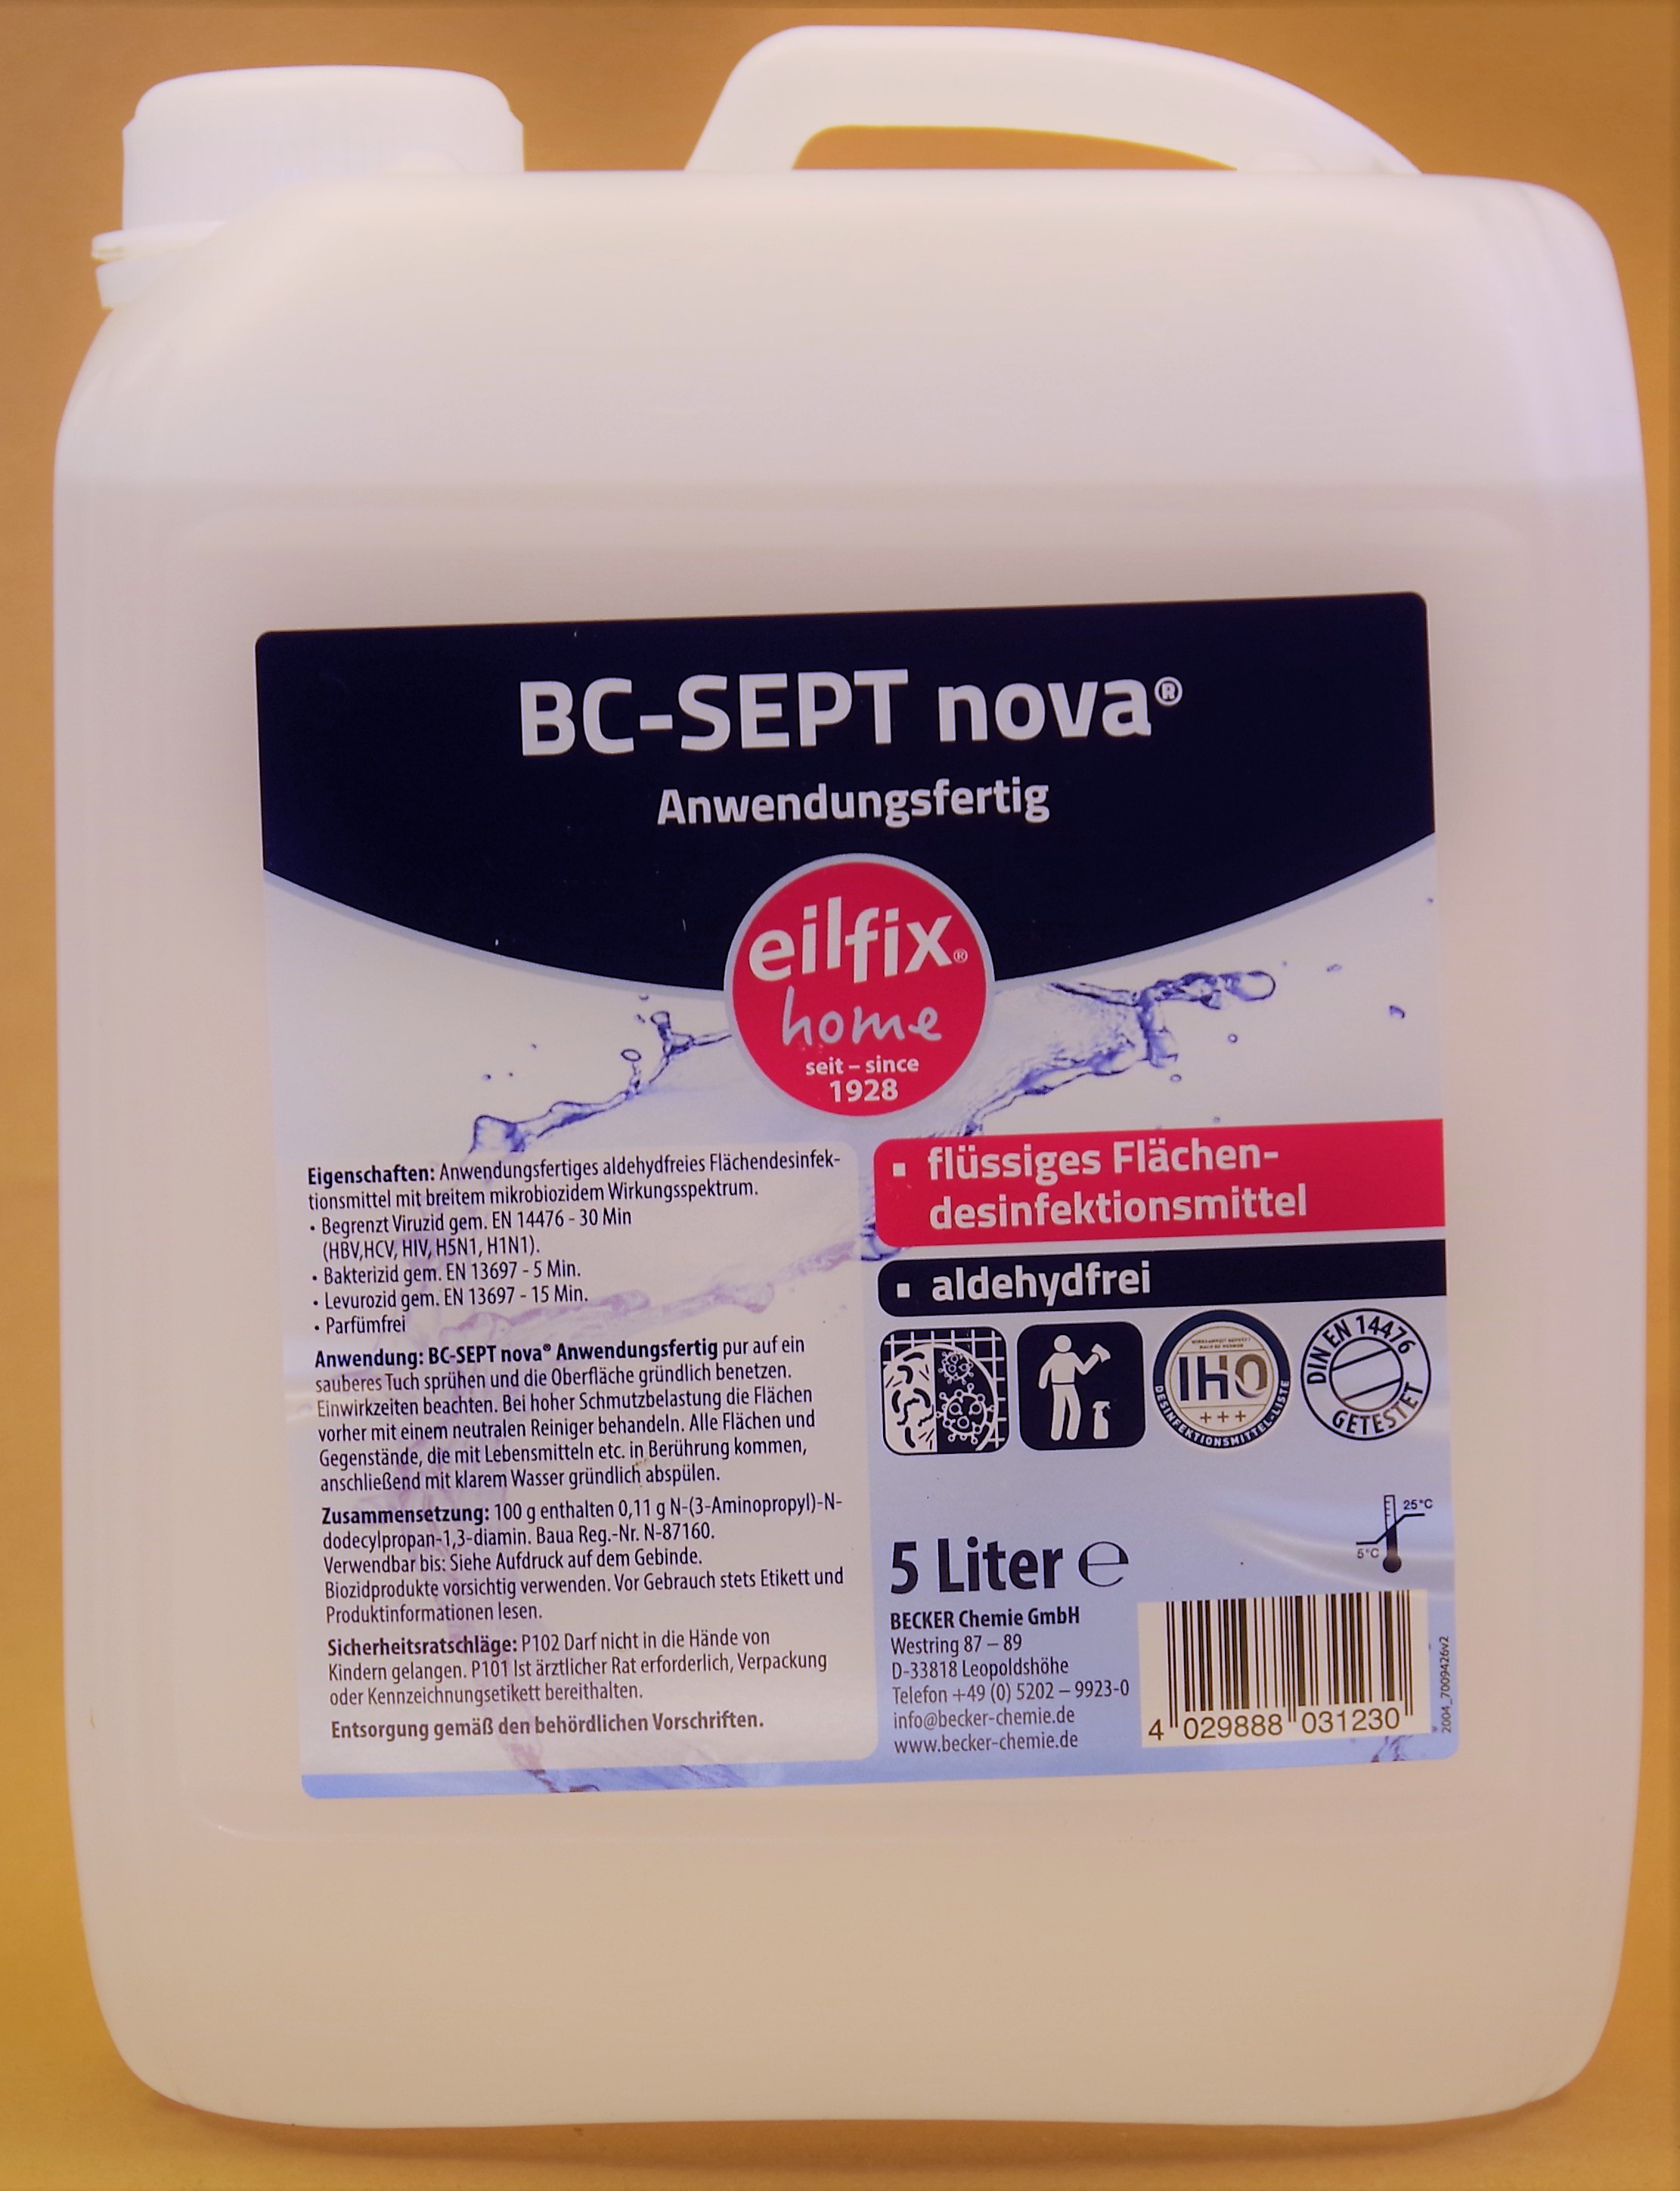 BC-SEPT nova®
Anwendungsfertig
eilfix®
home
seit – since
1928
Eigenschaften: Anwendungsfertiges aldehydfreies Flächendesinfek-
tionsmittel mit breitem mikrobiozidem Wirkungsspektrum.
• Begrenzt Viruzid gem. EN 14476 - 30 Min
(HBV,HCV, HIV, H5N1, H1N1).
• Bakterizid gem. EN 13697 - 5 Min.
• Levurozid gem. EN 13697 - 15 Min.
• Parfümfrei
Anwendung: BC-SEPT nova® Anwendungsfertig pur auf ein
sauberes Tuch sprühen und die Oberfläche gründlich benetzen.
Einwirkzeiten beachten. Bei hoher Schmutzbelastung die Flächen
vorher mit einem neutralen Reiniger behandeln. Alle Flächen und
Gegenstände, die mit Lebensmitteln etc. in Berührung kommen,
anschließend mit klarem Wasser gründlich abspülen.
Zusammensetzung: 100 g enthalten 0,11 g N-(3-Aminopropyl)-N-
dodecylpropan-1,3-diamin. Baua Reg.-Nr. N-87160.
Verwendbar bis: Siehe Aufdruck auf dem Gebinde.
Biozidprodukte vorsichtig verwenden. Vor Gebrauch stets Etikett und
Produktinformationen lesen.
Sicherheitsratschläge: P102 Darf nicht in die Hände von
Kindern gelangen. P101 Ist ärztlicher Rat erforderlich, Verpackung
oder Kennzeichnungsetikett bereithalten.
Entsorgung gemäß den behördlichen Vorschriften.
▪ flüssiges Flächen-
desinfektionsmittel
▪ aldehydfrei
IHO
+++
DESINFEKTIONSMITTEL-LISTE
DIN EN 14476
GETESTET
25°C
5°C
5 Liter ℮
BECKER Chemie GmbH
Westring 87 – 89
D-33818 Leopoldshöhe
Telefon +49 (0) 5202 – 9923-0
info@becker-chemie.de
www.becker-chemie.de
4 029888 031230
2004_7009426v2